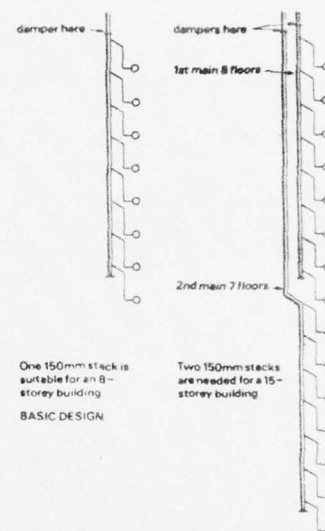 damper here
dampers here
1st main 8 floors
2nd main 7 floors
One 150mm stack is
suitable for an 8-
storey building
BASIC DESIGN
Two 150mm stacks
are needed for a 15-
storey building